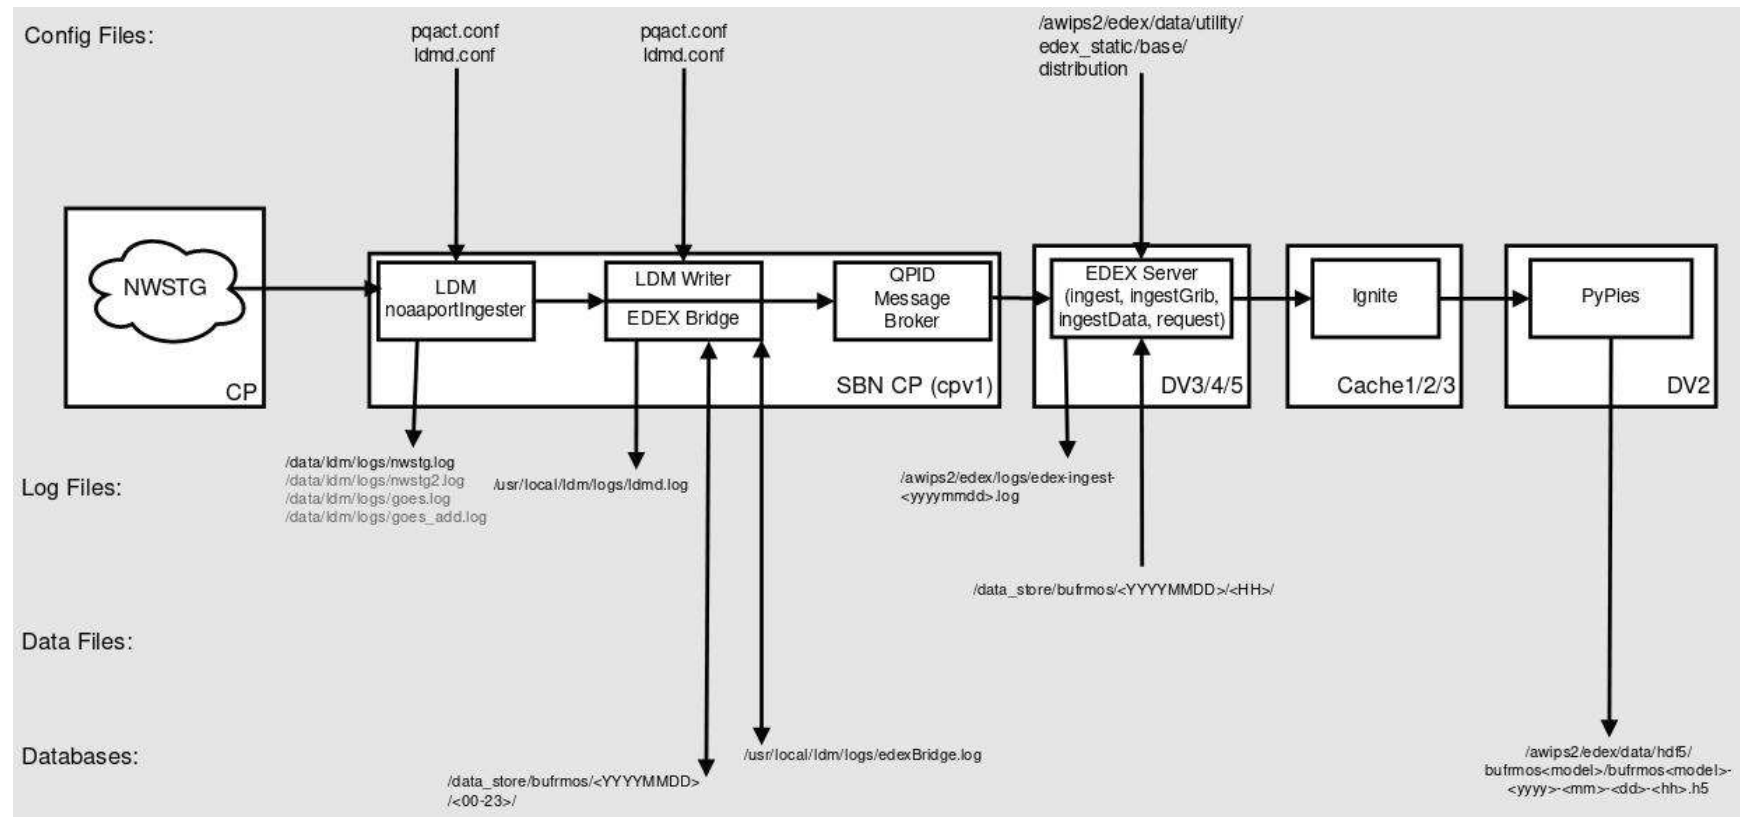 Config Files:
pqact.conf
ldmd.conf
pqact.conf
ldmd.conf
/awips2/edex/data/utility/
edex_static/base/
distribution
NWSTG
CP
LDM
noaaportIngester
LDM Writer
EDEX Bridge
QPID
Message
Broker
SBN CP (cpv1)
EDEX Server
(ingest, ingestGrib,
ingestData, request)
DV3/4/5
Ignite
Cache1/2/3
PyPies
DV2
Log Files:
/data/ldm/logs/nwstg.log
/data/ldm/logs/nwstg2.log
/data/ldm/logs/goes.log
/data/ldm/logs/goes_add.log
/usr/local/ldm/logs/ldmd.log
/awips2/edex/logs/edex-ingest-
<yyyymmdd>.log
/data_store/bufrmos/<YYYYMMDD>/<HH>/
Data Files:
Databases:
/data_store/bufrmos/<YYYYMMDD>
/<00-23>/
/usr/local/ldm/logs/edexBridge.log
/awips2/edex/data/hdf5/
bufrmos<model>/bufrmos<model>-
<yyyy>-<mm>-<dd>-<hh>.h5